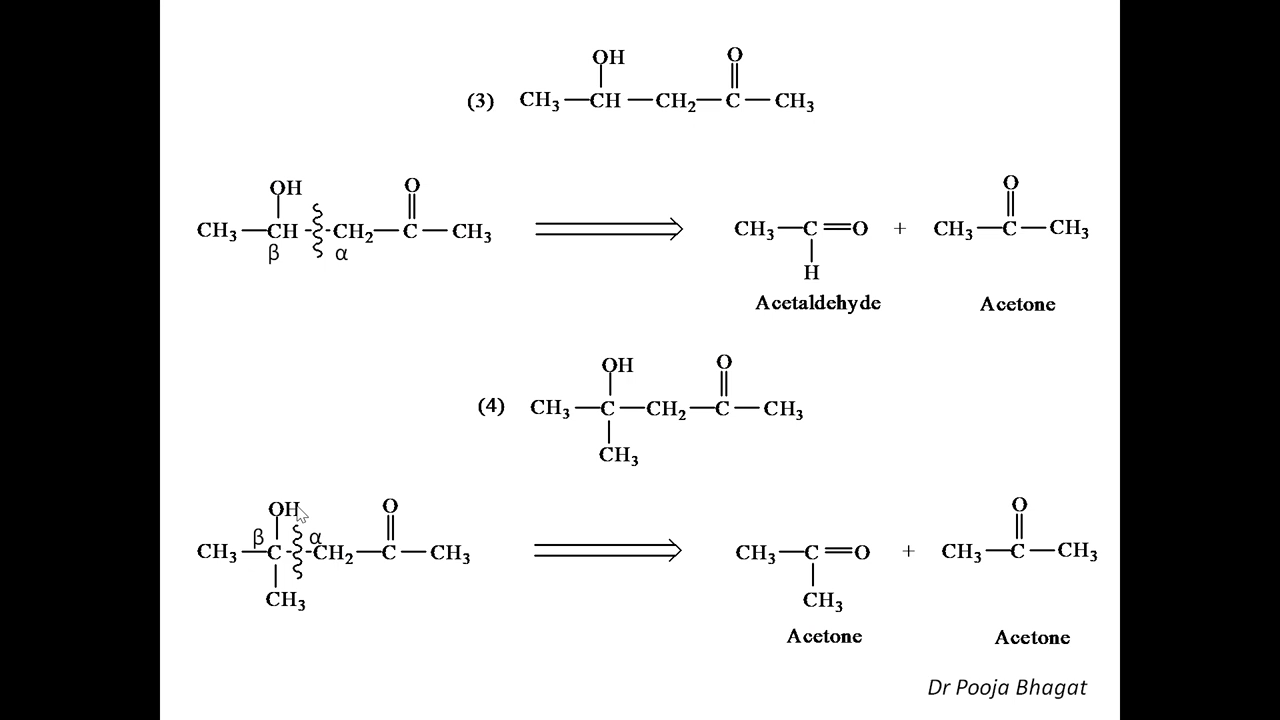 OH O
(3) CH₃—CH—CH₂—C—CH₃
OH O O
CH₃—CH--CH₂—C—CH₃ CH₃—C=O + CH₃—C—CH₃
β α H
Acetaldehyde Acetone
OH O
(4) CH₃—C—CH₂—C—CH₃
CH₃
OH O O
β α
CH₃—C--CH₂—C—CH₃ CH₃—C=O + CH₃—C—CH₃
CH₃ CH₃
Acetone Acetone
Dr Pooja Bhagat